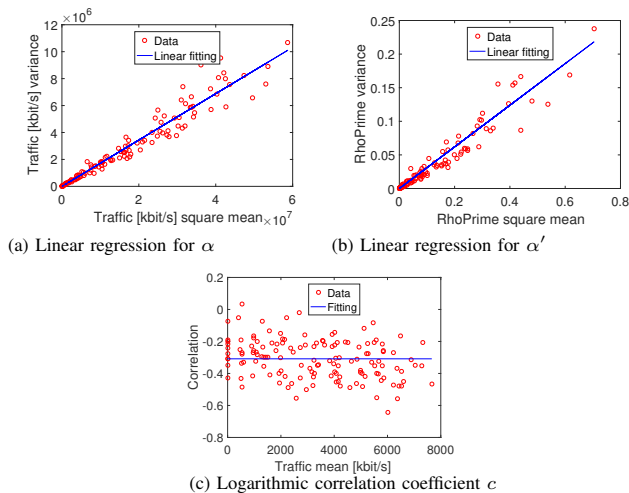 ×10⁶
12
10
8
6
4
2
0
Traffic [kbit/s] variance
Data
Linear fitting
0 2 4 6
Traffic [kbit/s] square mean ×10⁷
(a) Linear regression for α
0.25
0.2
0.15
0.1
0.05
0
RhoPrime variance
Data
Linear fitting
0 0.2 0.4 0.6 0.8
RhoPrime square mean
(b) Linear regression for α′
0.2
0
-0.2
-0.4
-0.6
-0.8
Correlation
Data
Fitting
0 2000 4000 6000 8000
Traffic mean [kbit/s]
(c) Logarithmic correlation coefficient c